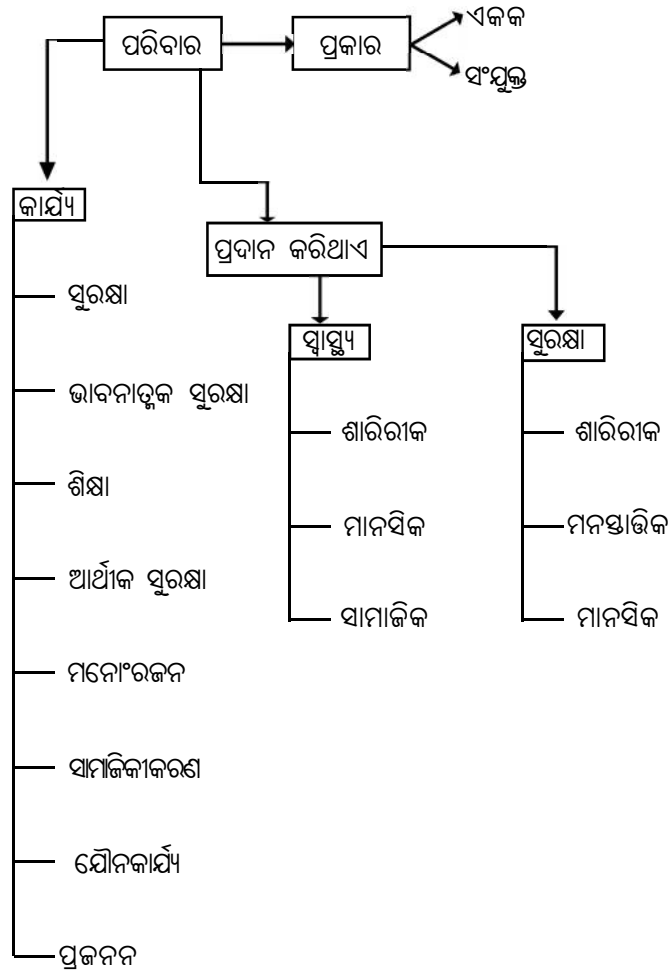 ପରିବାର
ପ୍ରକାର
ଏକକ
ସଂଯୁକ୍ତ
କାର୍ଯ୍ୟ
ସୁରକ୍ଷା
ଭାବନାତ୍ମକ ସୁରକ୍ଷା
ଶିକ୍ଷା
ଆର୍ଥୀକ ସୁରକ୍ଷା
ମନୋଂରଜନ
ସାମାଜିକୀକରଣ
ଯୌନକାର୍ଯ୍ୟ
ପ୍ରଜନନ
ପ୍ରଦାନ କରିଥାଏ
ସ୍ୱାସ୍ଥ୍ୟ
ଶାରିରୀକ
ମାନସିକ
ସାମାଜିକ
ସୁରକ୍ଷା
ଶାରିରୀକ
ମନସ୍ତାତ୍ତିକ
ମାନସିକ